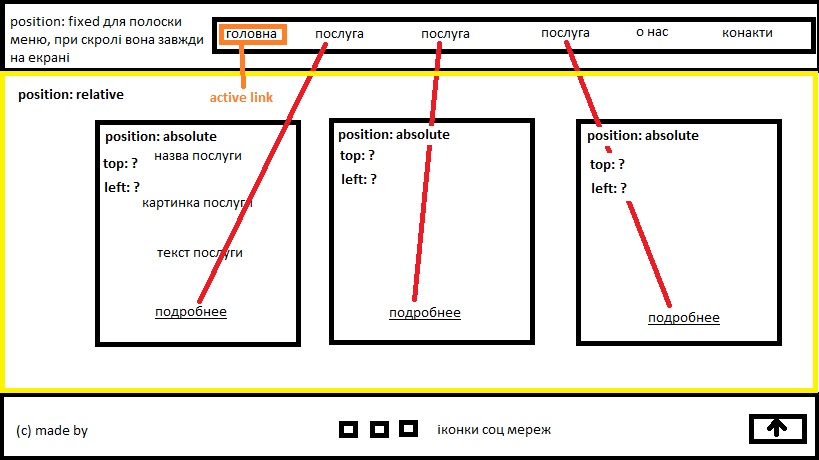 position: fixed для полоски
меню, при скролі вона завжди
на екрані
головна послуга послуга послуга о нас конакти
active link
position: relative
position: absolute
назва послуги
top: ?
left: ?
картинка послуги
текст послуги
подробнее
position: absolute
top: ?
left: ?
подробнее
position: absolute
top: ?
left: ?
подробнее
(c) made by
іконки соц мереж